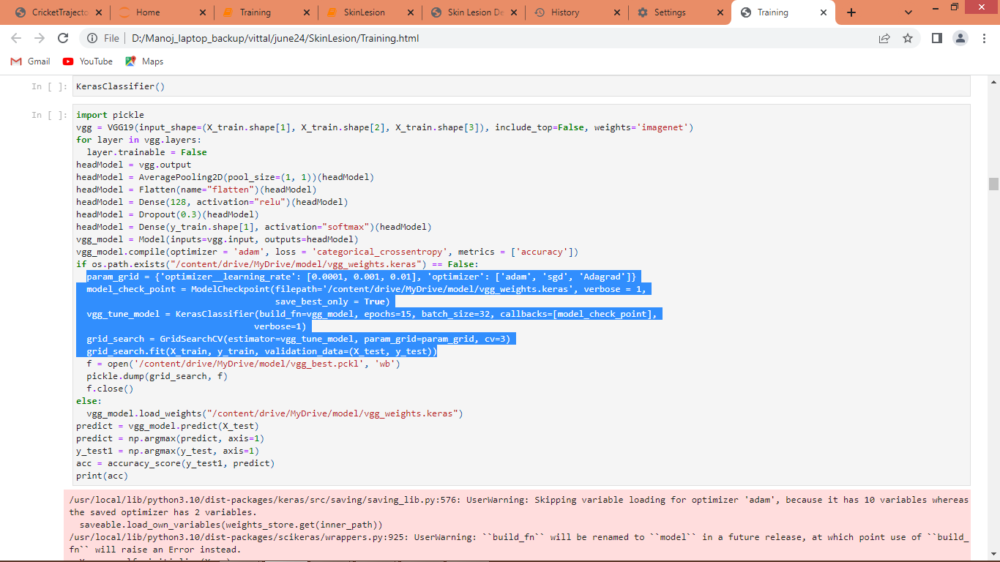 CricketTrajecto
Home
Training
SkinLesion
Skin Lesion De
History
Settings
Training
File D:/Manoj_laptop_backup/vittal/june24/SkinLesion/Training.html
Gmail YouTube Maps
In [ ]: KerasClassifier()
In [ ]: import pickle
vgg = VGG19(input_shape=(X_train.shape[1], X_train.shape[2], X_train.shape[3]), include_top=False, weights='imagenet')
for layer in vgg.layers:
  layer.trainable = False
headModel = vgg.output
headModel = AveragePooling2D(pool_size=(1, 1))(headModel)
headModel = Flatten(name="flatten")(headModel)
headModel = Dense(128, activation="relu")(headModel)
headModel = Dropout(0.3)(headModel)
headModel = Dense(y_train.shape[1], activation="softmax")(headModel)
vgg_model = Model(inputs=vgg.input, outputs=headModel)
vgg_model.compile(optimizer = 'adam', loss = 'categorical_crossentropy', metrics = ['accuracy'])
if os.path.exists("/content/drive/MyDrive/model/vgg_weights.keras") == False:
  param_grid = {'optimizer__learning_rate': [0.0001, 0.001, 0.01], 'optimizer': ['adam', 'sgd', 'Adagrad']}
  model_check_point = ModelCheckpoint(filepath='/content/drive/MyDrive/model/vgg_weights.keras', verbose = 1,
                                      save_best_only = True)
  vgg_tune_model = KerasClassifier(build_fn=vgg_model, epochs=15, batch_size=32, callbacks=[model_check_point],
                                  verbose=1)
  grid_search = GridSearchCV(estimator=vgg_tune_model, param_grid=param_grid, cv=3)
  grid_search.fit(X_train, y_train, validation_data=(X_test, y_test))
  f = open('/content/drive/MyDrive/model/vgg_best.pckl', 'wb')
  pickle.dump(grid_search, f)
  f.close()
else:
  vgg_model.load_weights("/content/drive/MyDrive/model/vgg_weights.keras")
predict = vgg_model.predict(X_test)
predict = np.argmax(predict, axis=1)
y_test1 = np.argmax(y_test, axis=1)
acc = accuracy_score(y_test1, predict)
print(acc)
/usr/local/lib/python3.10/dist-packages/keras/src/saving/saving_lib.py:576: UserWarning: Skipping variable loading for optimizer 'adam', because it has 10 variables whereas
the saved optimizer has 2 variables.
  saveable.load_own_variables(weights_store.get(inner_path))
/usr/local/lib/python3.10/dist-packages/scikeras/wrappers.py:925: UserWarning: ``build_fn`` will be renamed to ``model`` in a future release, at which point use of ``build_
fn`` will raise an Error instead.